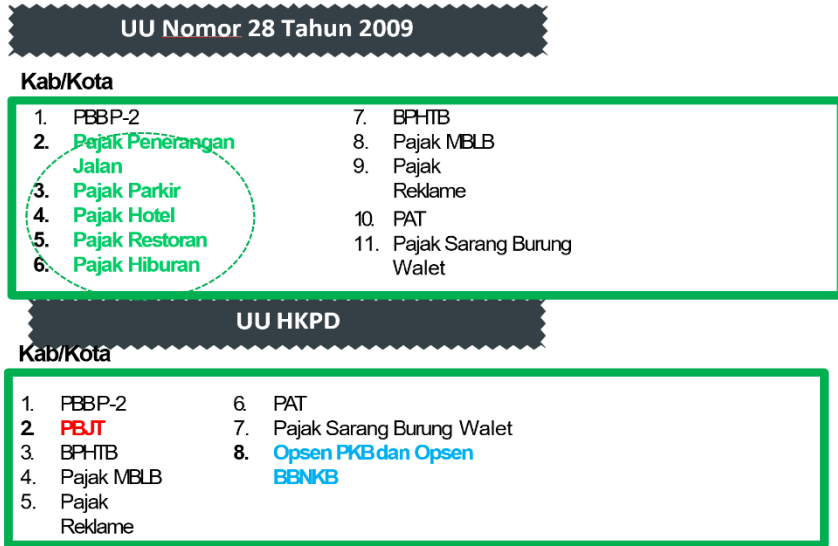 UU Nomor 28 Tahun 2009
Kab/Kota
1. PBB P-2
2. Pajak Penerangan
Jalan
3. Pajak Parkir
4. Pajak Hotel
5. Pajak Restoran
6. Pajak Hiburan
7. BPHTB
8. Pajak MBLB
9. Pajak
Reklame
10. PAT
11. Pajak Sarang Burung
Walet
UU HKPD
Kab/Kota
1. PBB P-2
2 PBJT
3. BPHTB
4. Pajak MBLB
5. Pajak
Reklame
6. PAT
7. Pajak Sarang Burung Walet
8. Opsen PKB dan Opsen
BBNKB